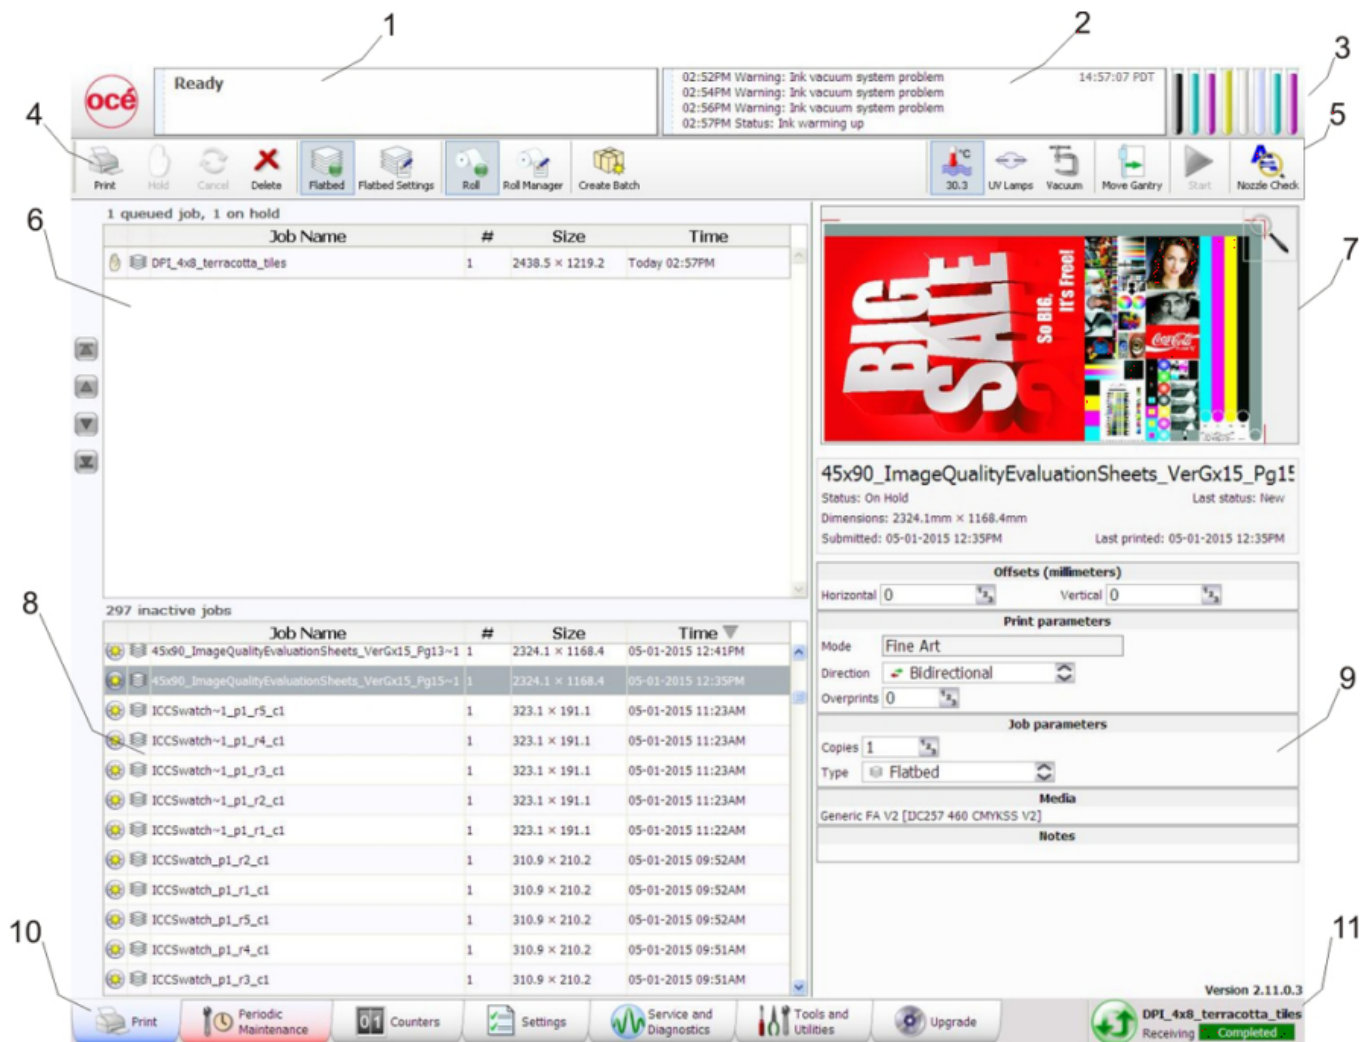 1
2
3
océ
Ready
02:52PM Warning: Ink vacuum system problem
14:57:07 PDT
02:54PM Warning: Ink vacuum system problem
02:56PM Warning: Ink vacuum system problem
02:57PM Status: Ink warming up
4
5
Print
Hold
Cancel
Delete
Flatbed
Flatbed Settings
Roll
Roll Manager
Create Batch
°C
30.3
UV Lamps
Vacuum
Move Gantry
Start
Nozzle Check
6
1 queued job, 1 on hold
Job Name # Size Time
DPI_4x8_terracotta_tiles 1 2438.5 × 1219.2 Today 02:57PM
7
BIG
SALE
So BIG,
It's Free!
Coca-Cola
45x90_ImageQualityEvaluationSheets_VerGx15_Pg15
Status: On Hold Last status: New
Dimensions: 2324.1mm × 1168.4mm
Submitted: 05-01-2015 12:35PM Last printed: 05-01-2015 12:35PM
Offsets (millimeters)
Horizontal 0 Vertical 0
Print parameters
Mode Fine Art
Direction Bidirectional
Overprints 0
Job parameters
Copies 1
Type Flatbed
Media
Generic FA V2 [IJC257 460 CMYKSS V2]
Notes
8
9
297 inactive jobs
Job Name # Size Time
45x90_ImageQualityEvaluationSheets_VerGx15_Pg13~1 1 2324.1 × 1168.4 05-01-2015 12:41PM
45x90_ImageQualityEvaluationSheets_VerGx15_Pg15~1 1 2324.1 × 1168.4 05-01-2015 12:35PM
ICCSwatch~1_p1_r5_c1 1 323.1 × 191.1 05-01-2015 11:23AM
ICCSwatch~1_p1_r4_c1 1 323.1 × 191.1 05-01-2015 11:23AM
ICCSwatch~1_p1_r3_c1 1 323.1 × 191.1 05-01-2015 11:23AM
ICCSwatch~1_p1_r2_c1 1 323.1 × 191.1 05-01-2015 11:23AM
ICCSwatch~1_p1_r1_c1 1 323.1 × 191.1 05-01-2015 11:22AM
ICCSwatch_p1_r2_c1 1 310.9 × 210.2 05-01-2015 09:52AM
ICCSwatch_p1_r1_c1 1 310.9 × 210.2 05-01-2015 09:52AM
ICCSwatch_p1_r5_c1 1 310.9 × 210.2 05-01-2015 09:52AM
ICCSwatch_p1_r4_c1 1 310.9 × 210.2 05-01-2015 09:51AM
ICCSwatch_p1_r3_c1 1 310.9 × 210.2 05-01-2015 09:51AM
10
11
Version 2.11.0.3
Print
Periodic
Maintenance
01
Counters
Settings
Service and
Diagnostics
Tools and
Utilities
Upgrade
DPI_4x8_terracotta_tiles
Receiving Completed